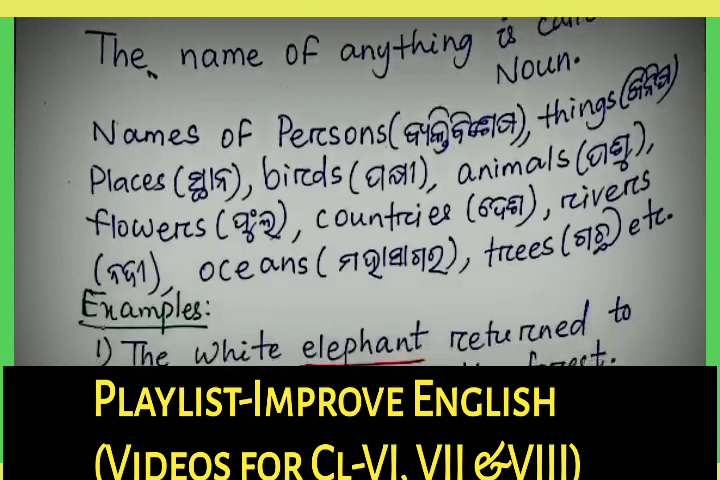 The name of anything is
Noun.
Names of Persons(ବ୍ୟକ୍ତିବିଶେଷ), things(ଜିନିଷ)
Places(ସ୍ଥାନ), birds(ପକ୍ଷୀ), animals(ପଶୁ),
flowers(ଫୁଲ), countries(ଦେଶ), rivers
(ନଦୀ), oceans(ମହାସାଗର), trees(ଗଛ) etc.
Examples:
1) The white elephant returned to
forest.
PLAYLIST-IMPROVE ENGLISH
(VIDEOS FOR CL-VI, VII &VIII)